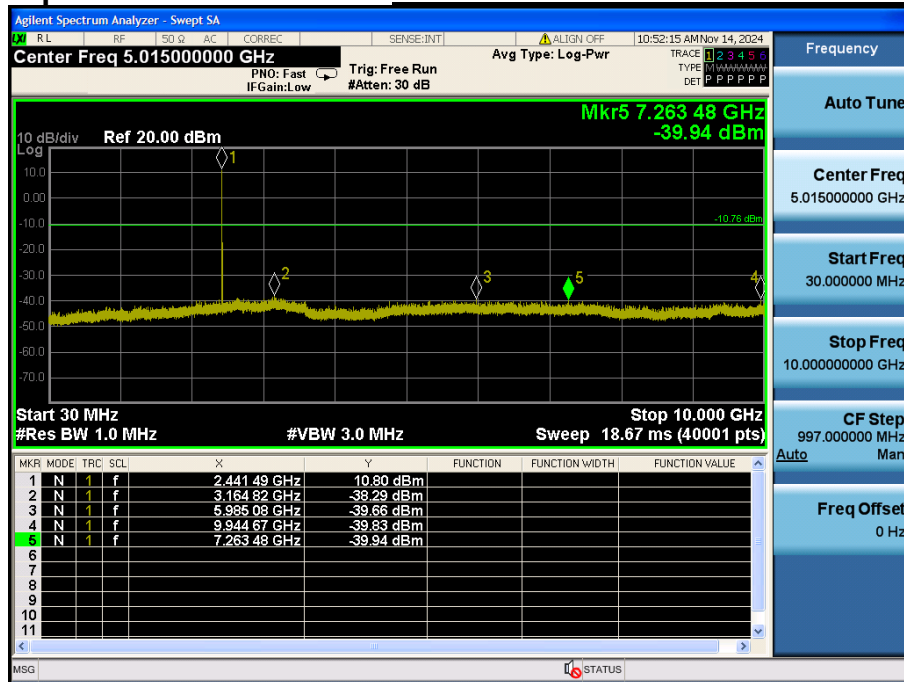 Agilent Spectrum Analyzer - Swept SA
LXI RL RF 50 Ω AC CORREC SENSE:INT ALIGN OFF 10:52:15 AM Nov 14, 2024
Center Freq 5.015000000 GHz
PNO: Fast
IFGain:Low
Trig: Free Run
#Atten: 30 dB
Avg Type: Log-Pwr
TRACE 1 2 3 4 5 6
TYPE M WWWWW
DET P P P P P P
Mkr5 7.263 48 GHz
-39.94 dBm
10 dB/div Ref 20.00 dBm
Log
1
10.0
0.00
-10.0
-10.76 dBm
-20.0
-30.0
2 3 5 4
-40.0
-50.0
-60.0
-70.0
Start 30 MHz Stop 10.000 GHz
#Res BW 1.0 MHz #VBW 3.0 MHz Sweep 18.67 ms (40001 pts)
MKR MODE TRC SCL X Y FUNCTION FUNCTION WIDTH FUNCTION VALUE
1 N 1 f 2.441 49 GHz 10.80 dBm
2 N 1 f 3.164 82 GHz -38.29 dBm
3 N 1 f 5.985 08 GHz -39.66 dBm
4 N 1 f 9.944 67 GHz -39.83 dBm
5 N 1 f 7.263 48 GHz -39.94 dBm
6
7
8
9
10
11
MSG STATUS
Frequency
Auto Tune
Center Freq
5.015000000 GHz
Start Freq
30.000000 MHz
Stop Freq
10.000000000 GHz
CF Step
997.000000 MHz
Auto Man
Freq Offset
0 Hz